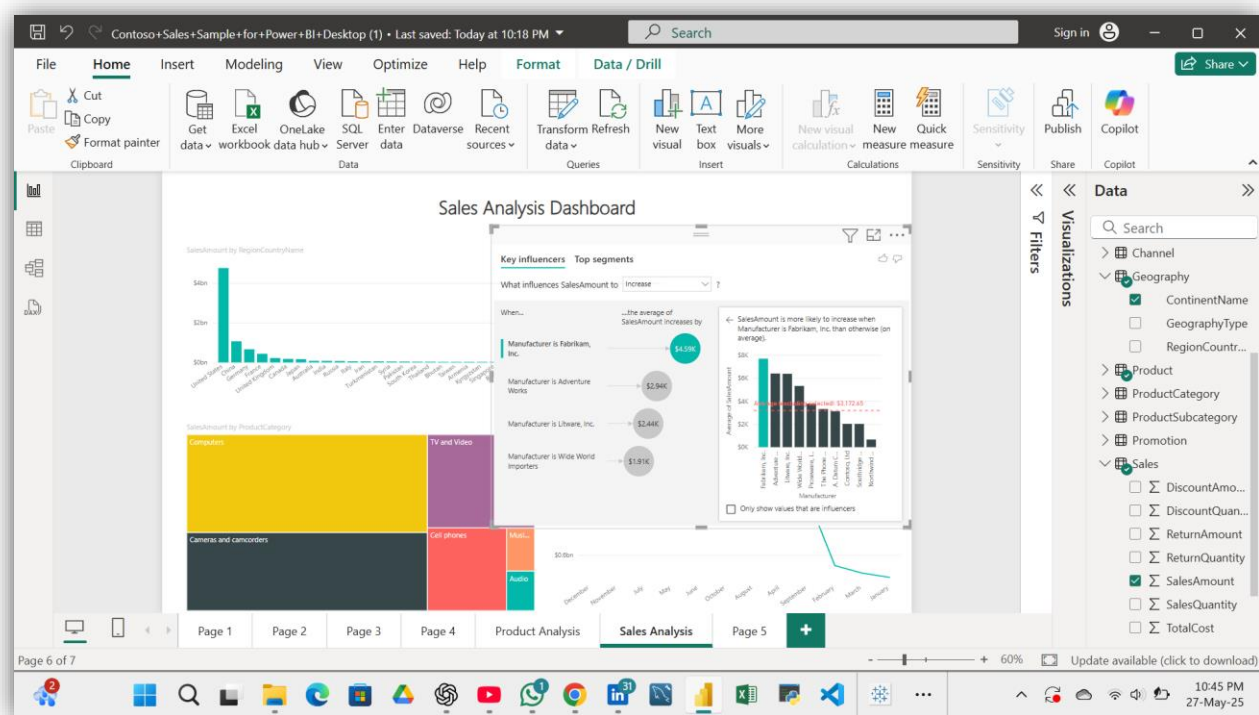 Contoso+Sales+Sample+for+Power+BI+Desktop (1) • Last saved: Today at 10:18 PM
Search
Sign in
File Home Insert Modeling View Optimize Help Format Data / Drill
Share
Paste
Cut
Copy
Format painter
Get data
Excel workbook
OneLake data hub
SQL Server
Enter data
Dataverse
Recent sources
Transform data
Refresh
New visual
Text box
More visuals
New visual calculation
New measure
Quick measure
Sensitivity
Publish
Copilot
Clipboard Data Queries Insert Calculations Sensitivity Share Copilot
Sales Analysis Dashboard
SalesAmount by RegionCountryName
$4bn
$2bn
$0bn
United States
China
Germany
France
United Kingdom
Canada
Japan
Australia
India
Russia
Italy
Iran
Turkmenistan
Syria
Pakistan
South Korea
Thailand
Bhutan
Taiwan
Armenia
Kyrgyzstan
Key influencers Top segments
What influences SalesAmount to Increase ?
When...
...the average of
SalesAmount increases by
Manufacturer is Fabrikam,
Inc.
$4.59K
Manufacturer is Adventure
Works
$2.94K
Manufacturer is Litware, Inc.
$2.44K
Manufacturer is Wide World
Importers
$1.91K
SalesAmount is more likely to increase when
Manufacturer is Fabrikam, Inc. than otherwise (on
average).
Average of SalesAmount
$8K
$6K
$4K
$2K
$0K
Fabrikam, Inc.
Adventure ...
Litware, Inc.
Wide World...
Proseware, I...
The Phone ...
A. Datum C...
Contoso, Ltd
Southridge ...
Northwind ...
Manufacturer
Only show values that are influencers
SalesAmount by ProductCategory
Computers
TV and Video
Cameras and camcorders
Cell phones
Musi...
Audio
$0.8bn
December
November
July
May
June
October
August
April
September
February
March
January
Filters
Visualizations
Data
Search
Channel
Geography
ContinentName
GeographyType
RegionCountr...
Product
ProductCategory
ProductSubcategory
Promotion
Sales
DiscountAmo...
DiscountQuan...
ReturnAmount
ReturnQuantity
SalesAmount
SalesQuantity
TotalCost
Page 1 Page 2 Page 3 Page 4 Product Analysis Sales Analysis Page 5
Page 6 of 7
60%
Update available (click to download)
2
1
31
10:45 PM
27-May-25